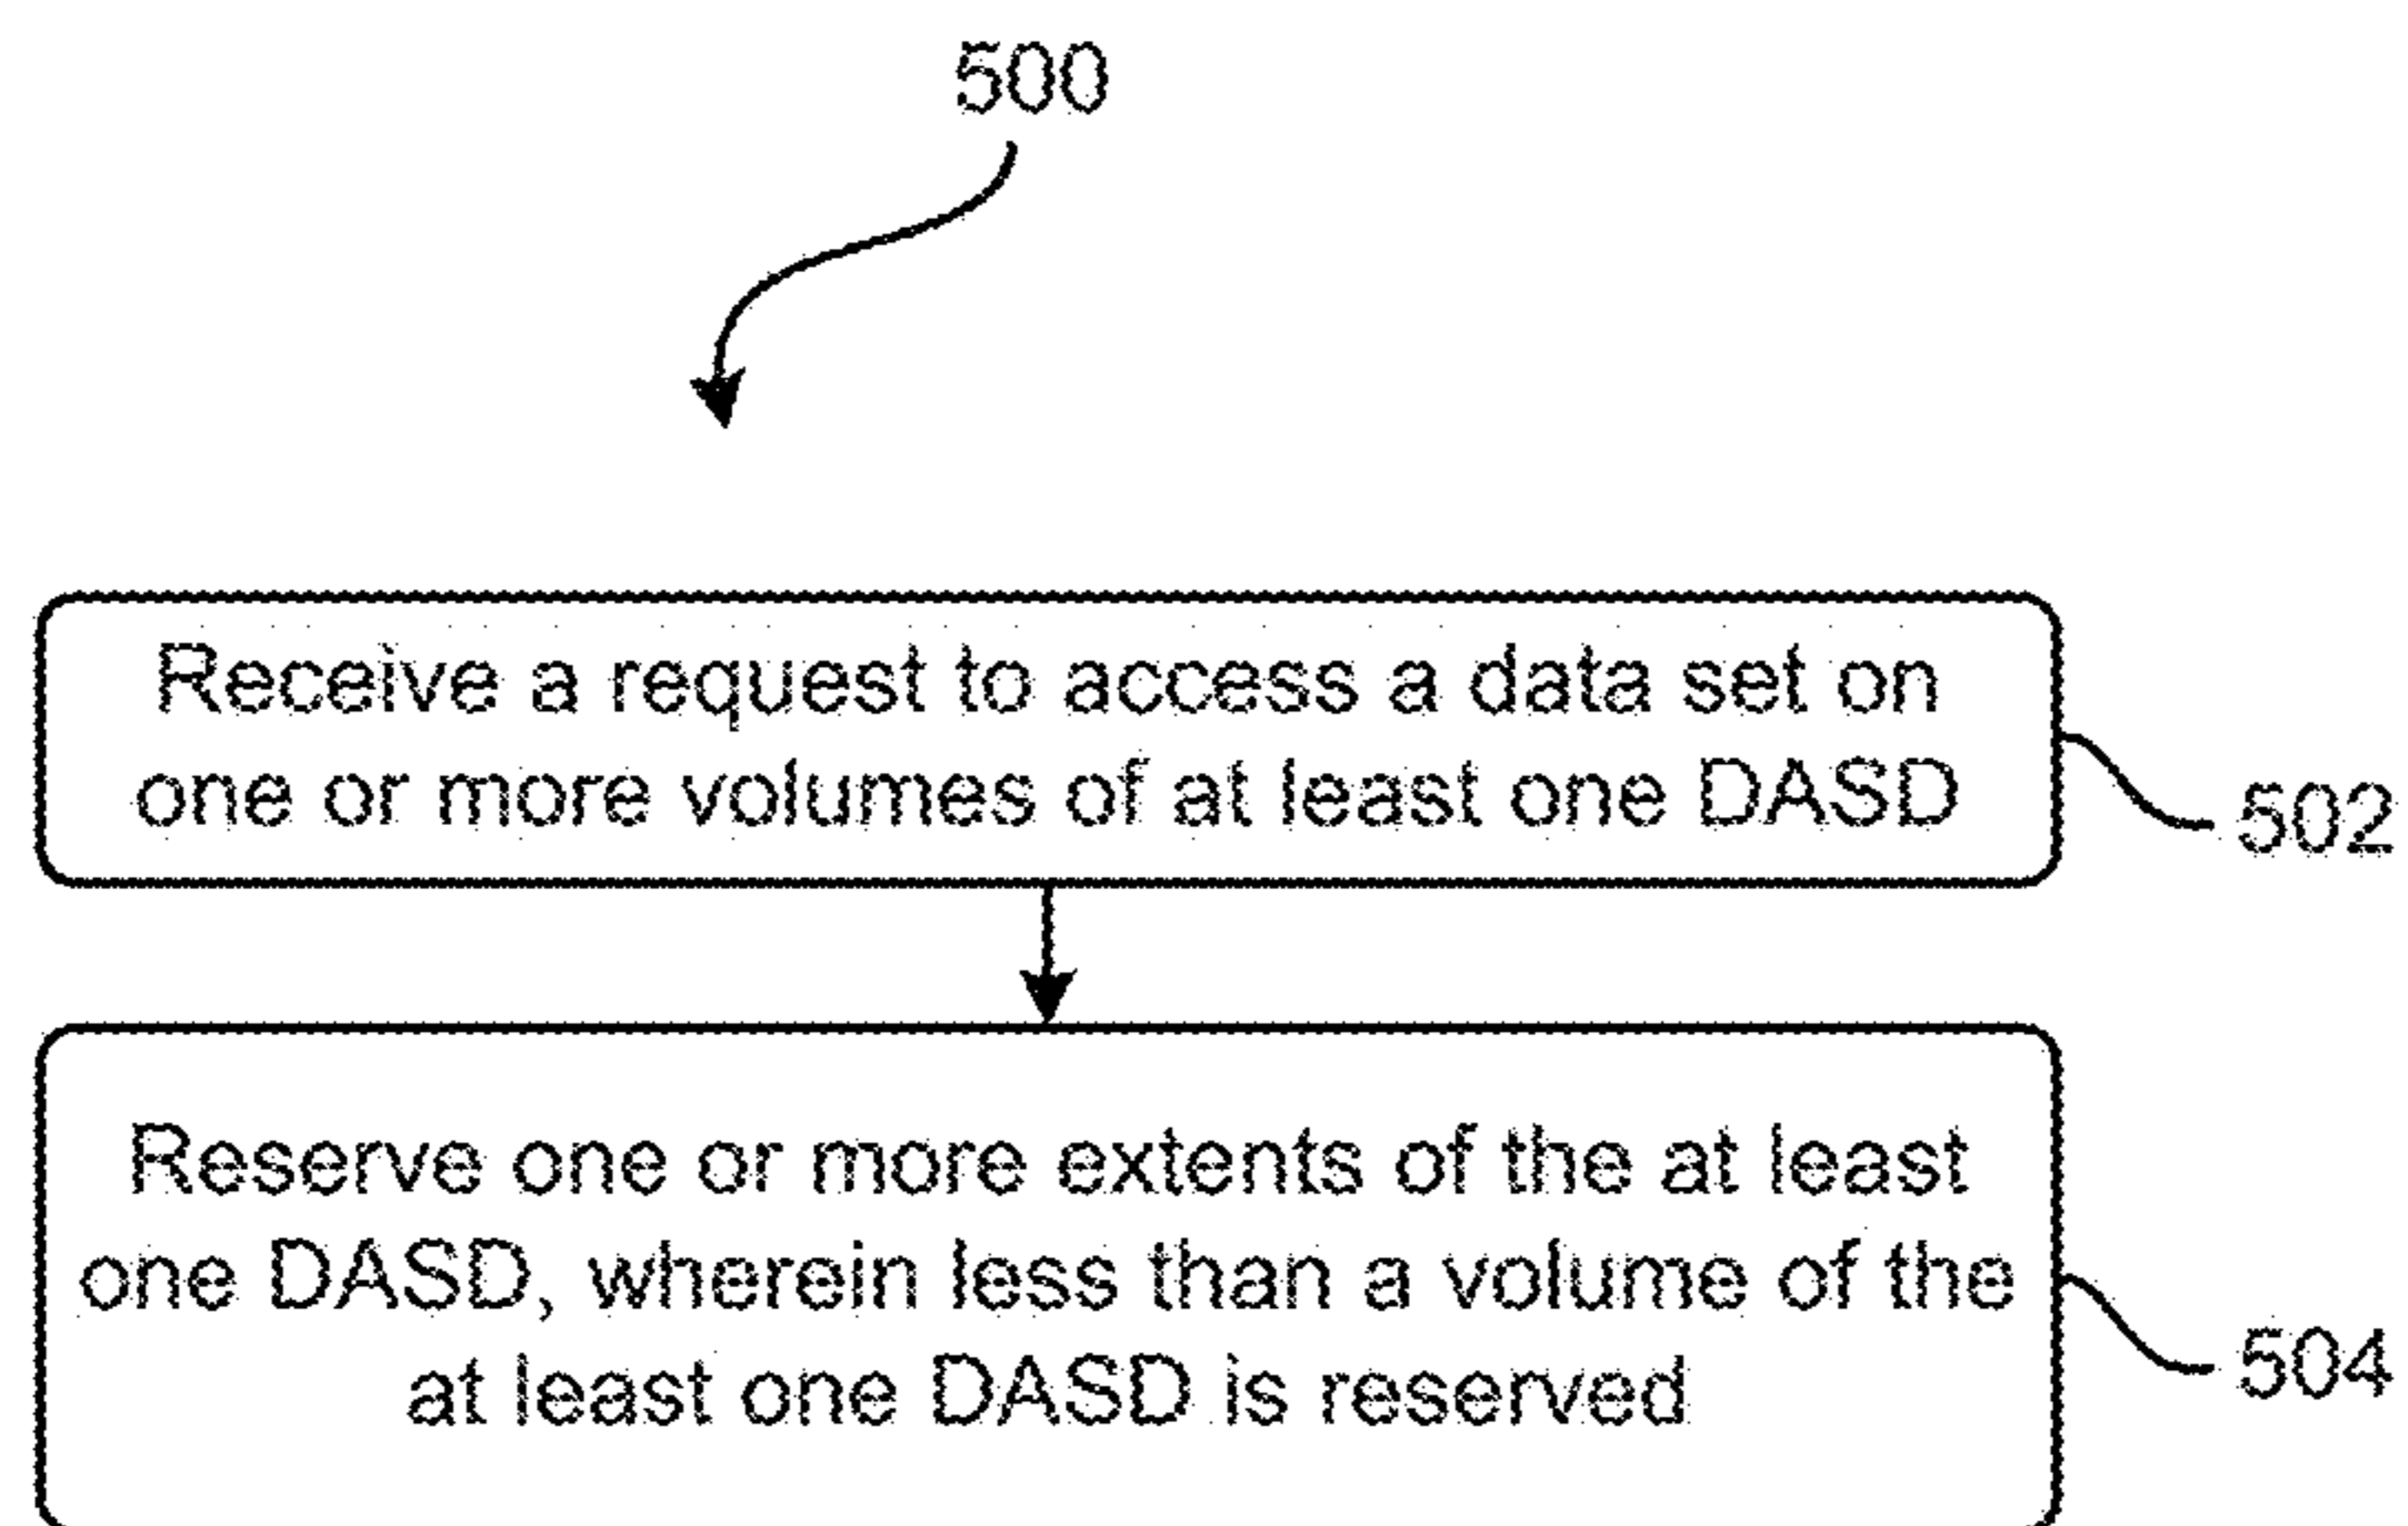 500
Receive a request to access a data set on
one or more volumes of at least one DASD
502
Reserve one or more extents of the at least
one DASD, wherein less than a volume of the
at least one DASD is reserved
504